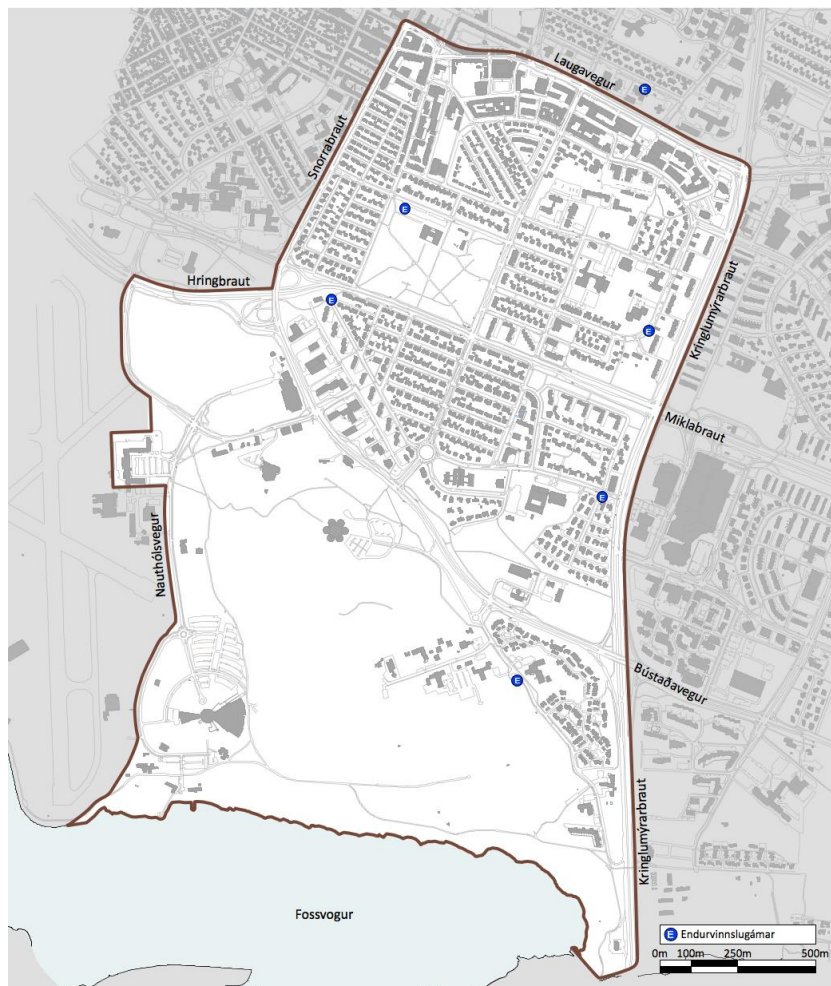 Laugavegur
E
Snorrabraut
E
Hringbraut
E
Kringlumýrarbraut
E
Miklabraut
E
Nauthólsvegur
Bústaðavegur
E
Kringlumýrarbraut
Fossvogur
E Endurvinnslugámar
0m 100m 250m 500m